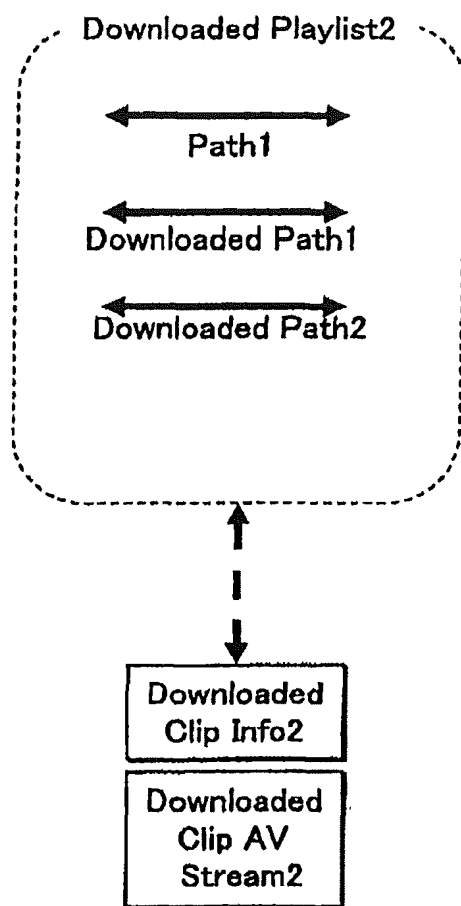 Downloaded Playlist2
Path1
Downloaded Path1
Downloaded Path2
Downloaded
Clip Info2
Downloaded
Clip AV
Stream2